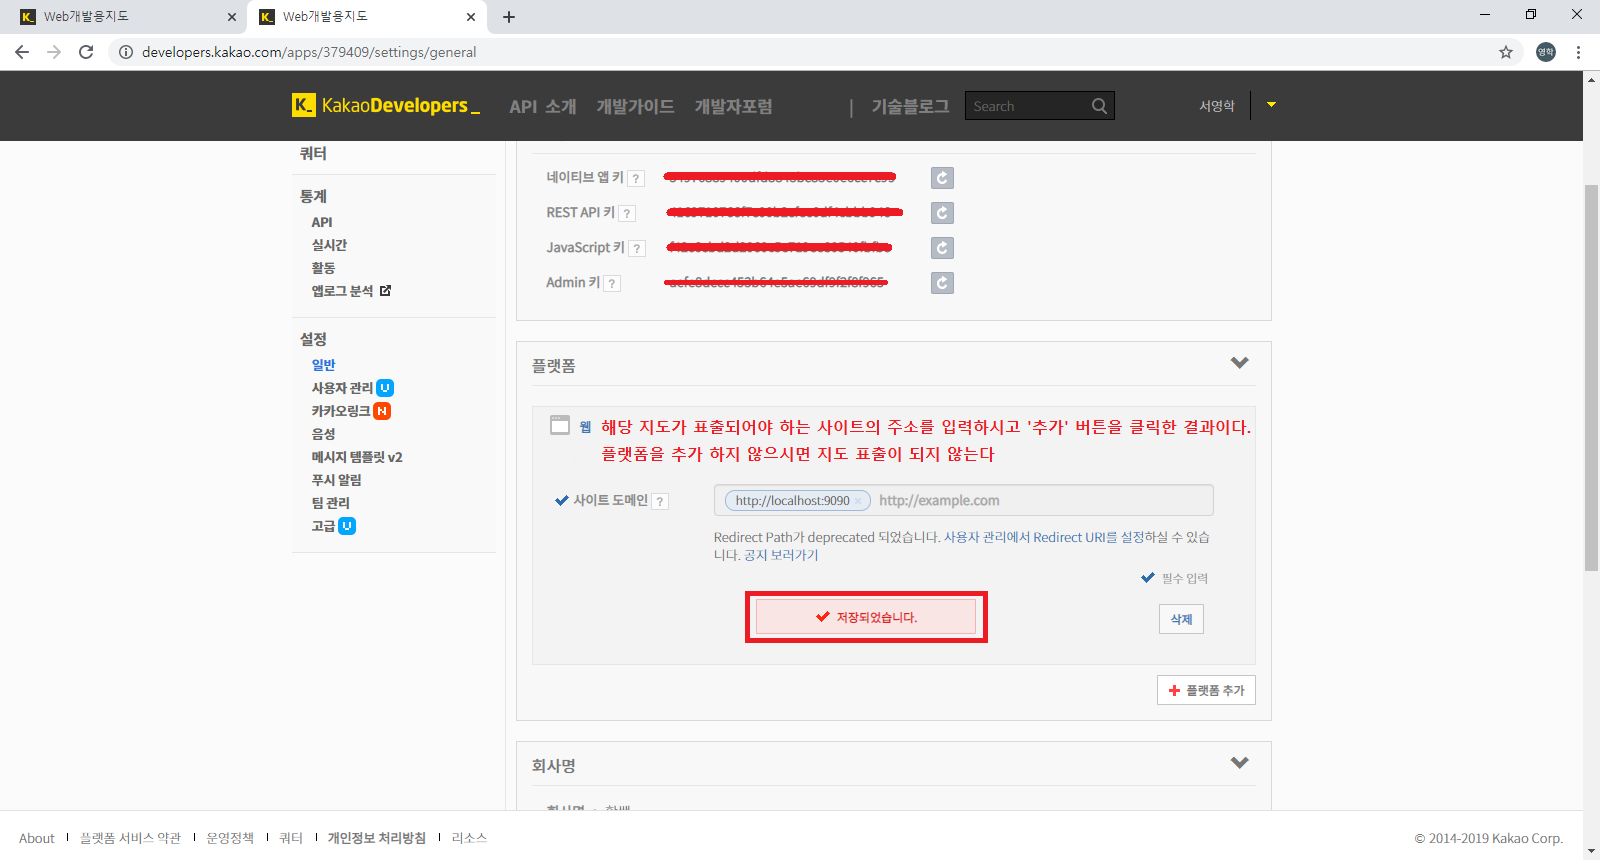 Web개발용지도
Web개발용지도
developers.kakao.com/apps/379409/settings/general
영학
K_ KakaoDevelopers_
API 소개
개발가이드
개발자포럼
|
기술블로그
Search
서영학
쿼터
통계
API
실시간
활동
앱로그 분석
설정
일반
사용자 관리 U
카카오링크 N
음성
메시지 템플릿 v2
푸시 알림
팀 관리
고급 U
네이티브 앱 키 ?
REST API 키 ?
JavaScript 키 ?
Admin 키 ?
플랫폼
웹 해당 지도가 표출되어야 하는 사이트의 주소를 입력하시고 '추가' 버튼을 클릭한 결과이다.
플랫폼을 추가 하지 않으시면 지도 표출이 되지 않는다
사이트 도메인 ?
http://localhost:9090 × http://example.com
Redirect Path가 deprecated 되었습니다. 사용자 관리에서 Redirect URI를 설정하실 수 있습
니다. 공지 보러가기
필수 입력
저장되었습니다.
삭제
플랫폼 추가
회사명
About
플랫폼 서비스 약관
운영정책
쿼터
개인정보 처리방침
리소스
© 2014-2019 Kakao Corp.